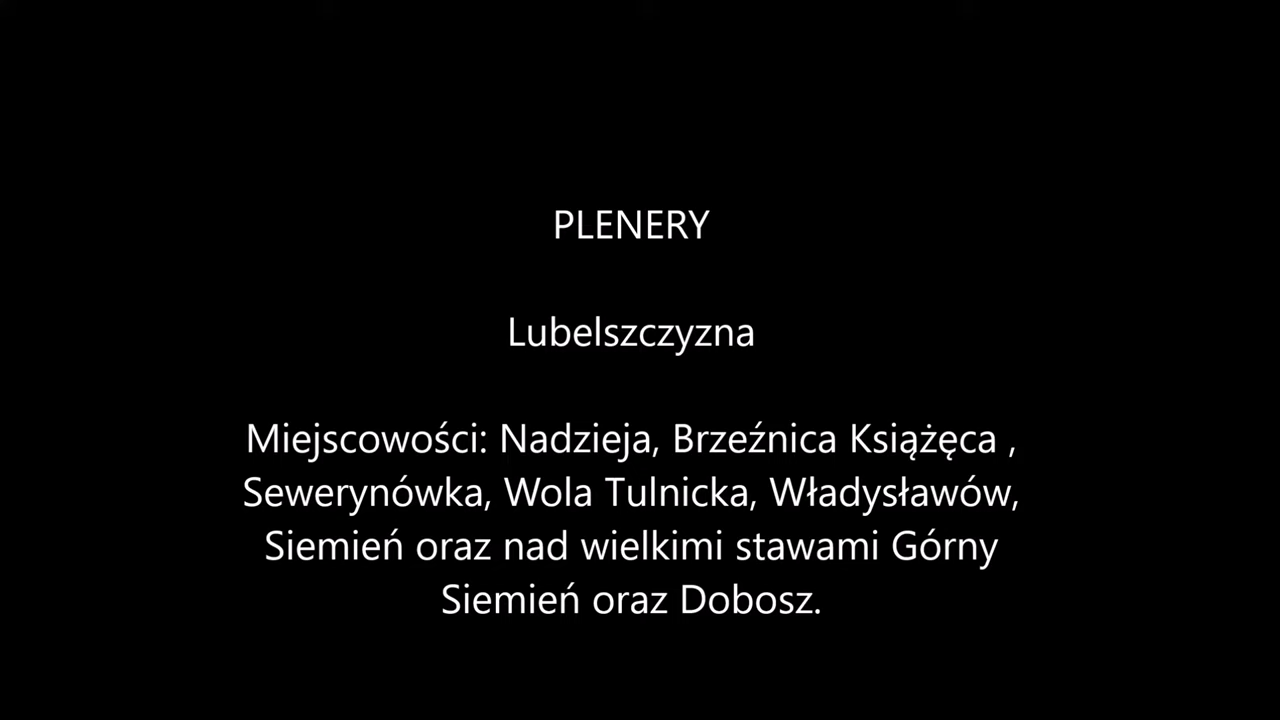 PLENERY
Lubelszczyzna
Miejscowości: Nadzieja, Brzeźnica Książęca ,
Sewerynówka, Wola Tulnicka, Władysławów,
Siemień oraz nad wielkimi stawami Górny
Siemień oraz Dobosz.